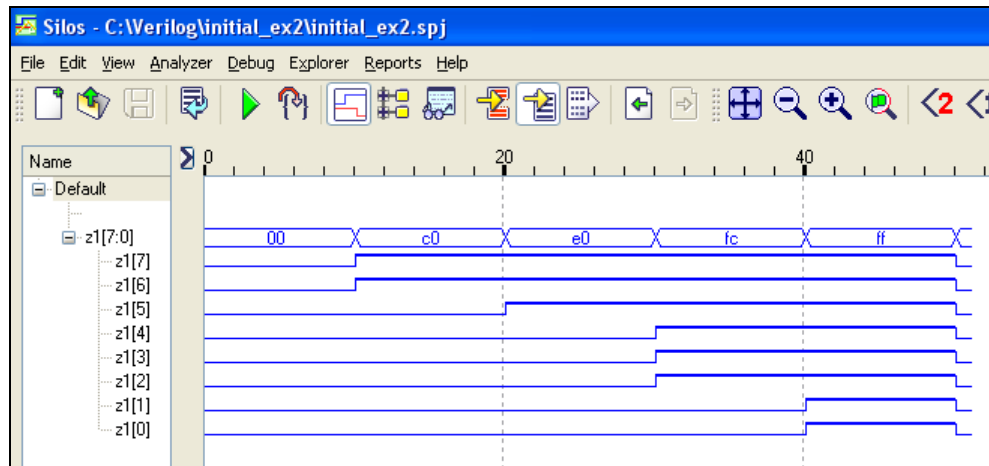 Silos - C:\Verilog\initial_ex2\initial_ex2.spj
File Edit View Analyzer Debug Explorer Reports Help
2
Name
0 20 40
Default
z1[7:0] 00 c0 e0 fc ff
z1[7]
z1[6]
z1[5]
z1[4]
z1[3]
z1[2]
z1[1]
z1[0]